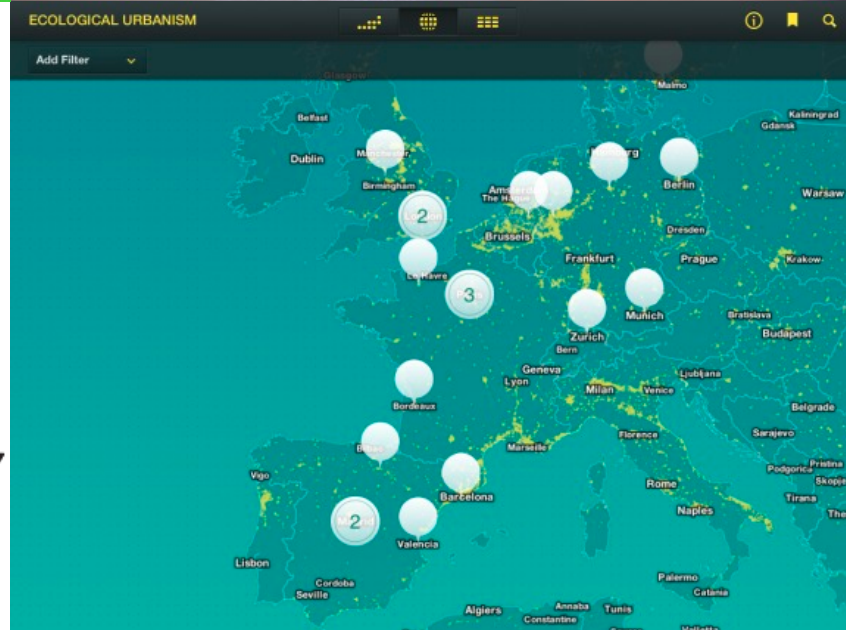 ECOLOGICAL URBANISM
Add Filter
Glasgow
Malmo
Belfast
Kaliningrad
Gdansk
Dublin
Manchester
Birmingham
Berlin
Warsaw
The Hague
2
Brussels
Dresden
Frankfurt
Prague
Krakow
Le Havre
3
Munich
Bratislava
Zurich
Budapest
Bern
Geneva
Ljubljana
Lyon
Milan
Venice
Bordeaux
Belgrade
Florence
Sarajevo
Marseille
Podgorica
Pristina
Vigo
Skopje
Rome
Barcelona
Tirana
Naples
2
Valencia
Lisbon
Palermo
Cordoba
Catania
Seville
Algiers
Annaba
Tunis
Constantine